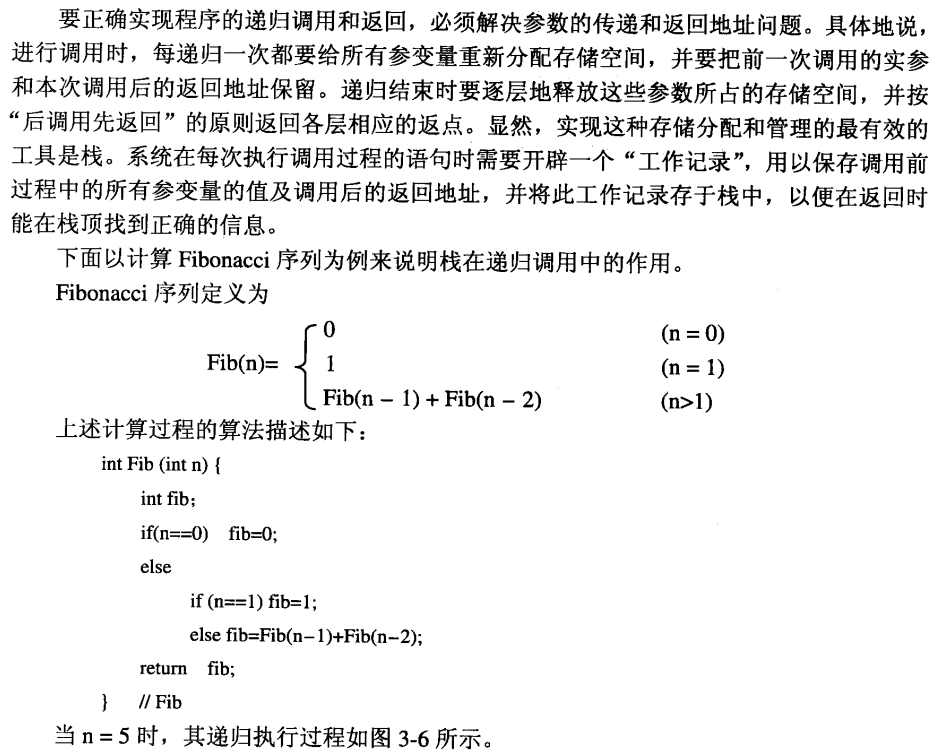 要正确实现程序的递归调用和返回，必须解决参数的传递和返回地址问题。具体地说，
进行调用时，每递归一次都要给所有参变量重新分配存储空间，并要把前一次调用的实参
和本次调用后的返回地址保留。递归结束时要逐层地释放这些参数所占的存储空间，并按
“后调用先返回”的原则返回各层相应的返点。显然，实现这种存储分配和管理的最有效的
工具是栈。系统在每次执行调用过程的语句时需要开辟一个“工作记录”，用以保存调用前
过程中的所有参变量的值及调用后的返回地址，并将此工作记录存于栈中，以便在返回时
能在栈顶找到正确的信息。
下面以计算 Fibonacci 序列为例来说明栈在递归调用中的作用。
Fibonacci 序列定义为
0 (n = 0)
Fib(n)= { 1 (n = 1)
Fib(n – 1) + Fib(n – 2) (n>1)
上述计算过程的算法描述如下：
int Fib (int n) {
int fib;
if(n==0) fib=0;
else
if (n==1) fib=1;
else fib=Fib(n–1)+Fib(n–2);
return fib;
} // Fib
当 n = 5 时，其递归执行过程如图 3-6 所示。